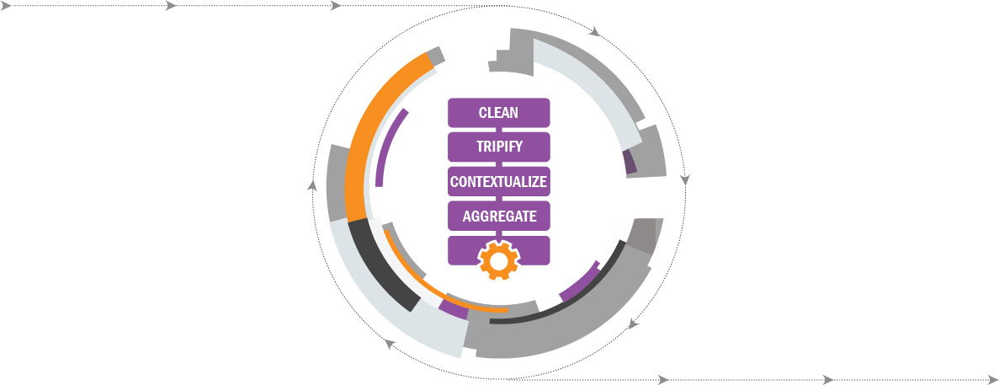 CLEAN
TRIPIFY
CONTEXTUALIZE
AGGREGATE